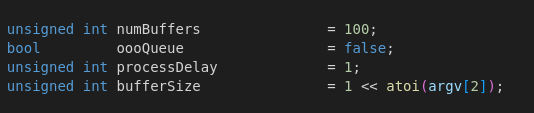 unsigned int numBuffers = 100;
bool oooQueue = false;
unsigned int processDelay = 1;
unsigned int bufferSize = 1 << atoi(argv[2]);